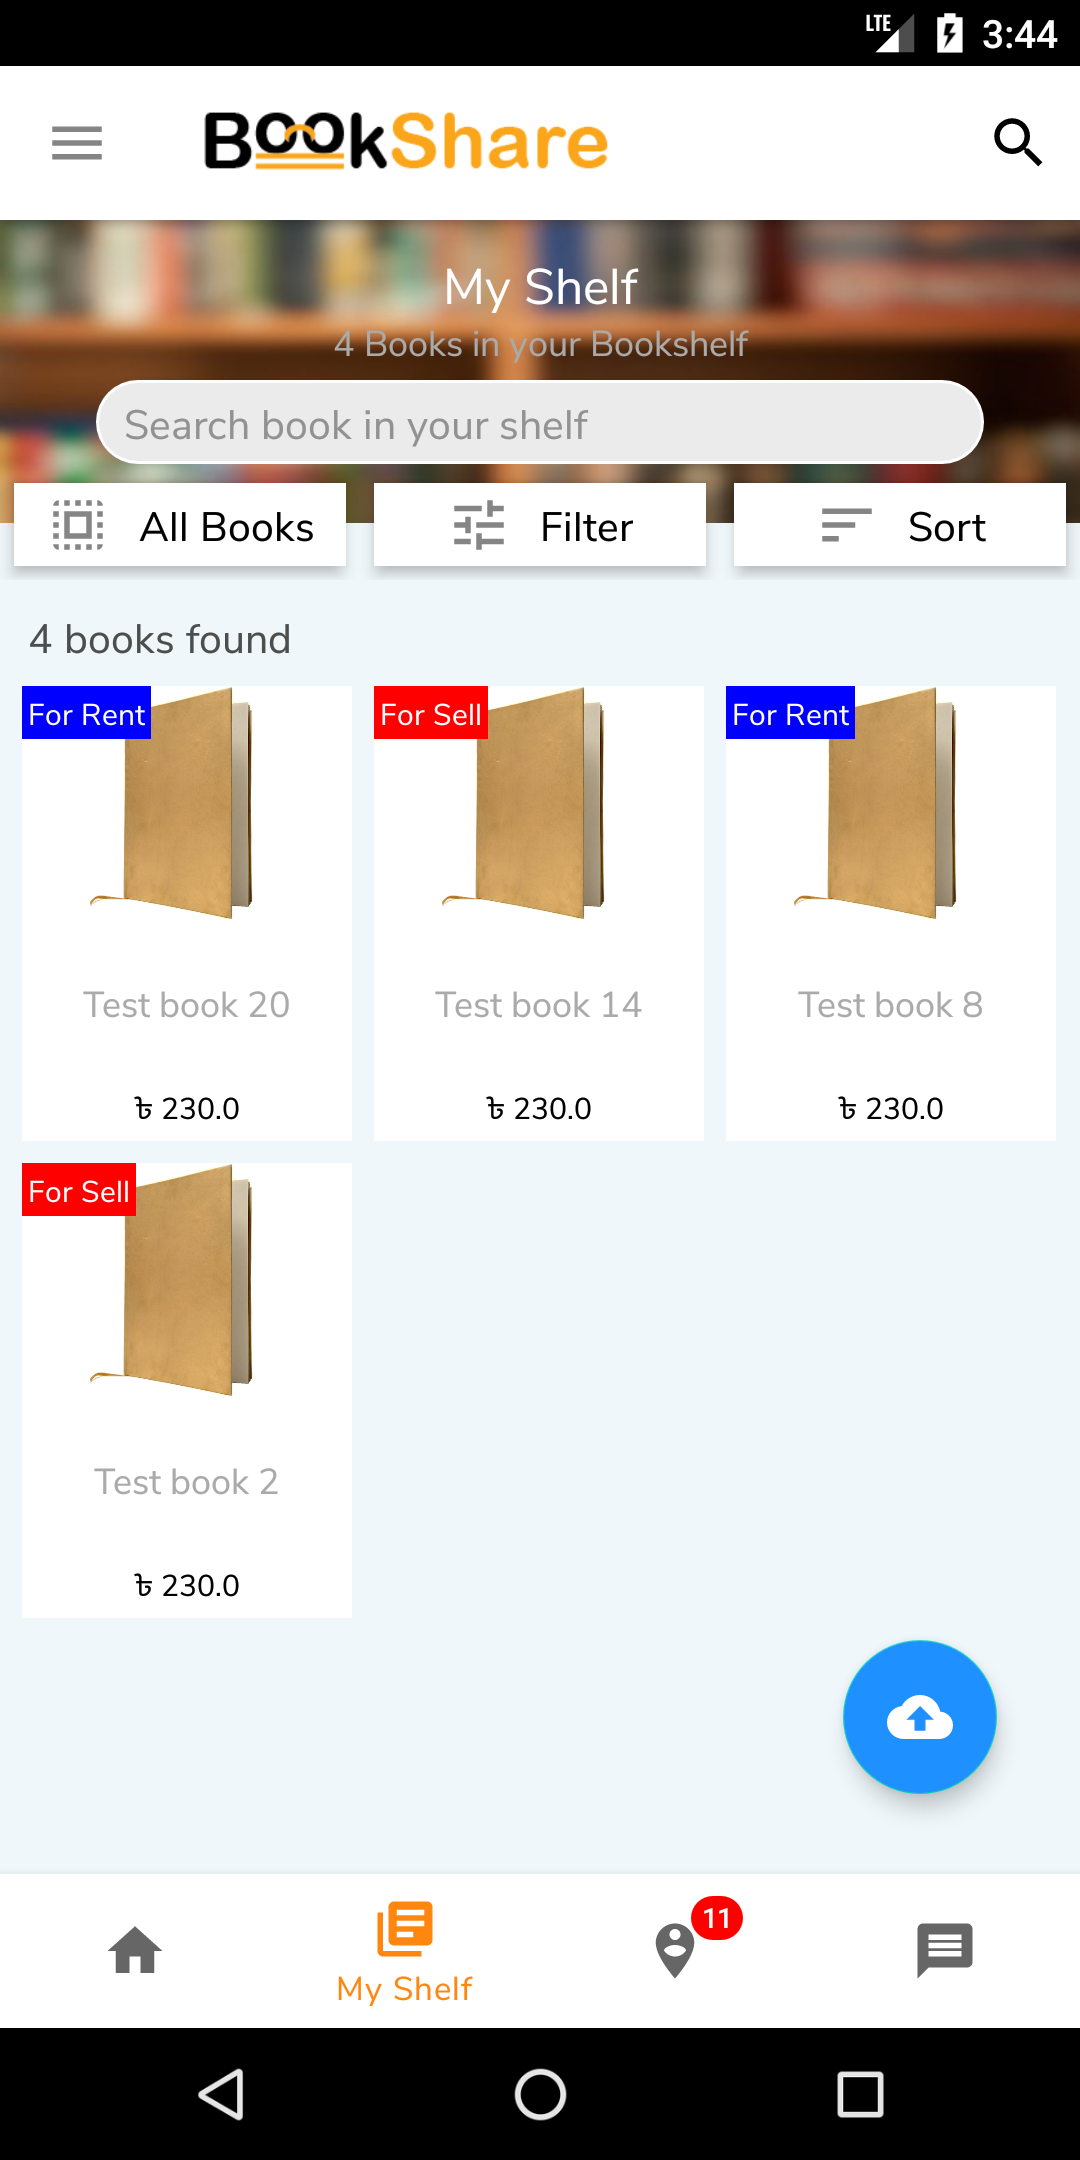 LTE 3:44
BookShare
My Shelf
4 Books in your Bookshelf
Search book in your shelf
All Books Filter Sort
4 books found
For Rent For Sell For Rent
Test book 20 Test book 14 Test book 8
৳ 230.0 ৳ 230.0 ৳ 230.0
For Sell
Test book 2
৳ 230.0
11
My Shelf